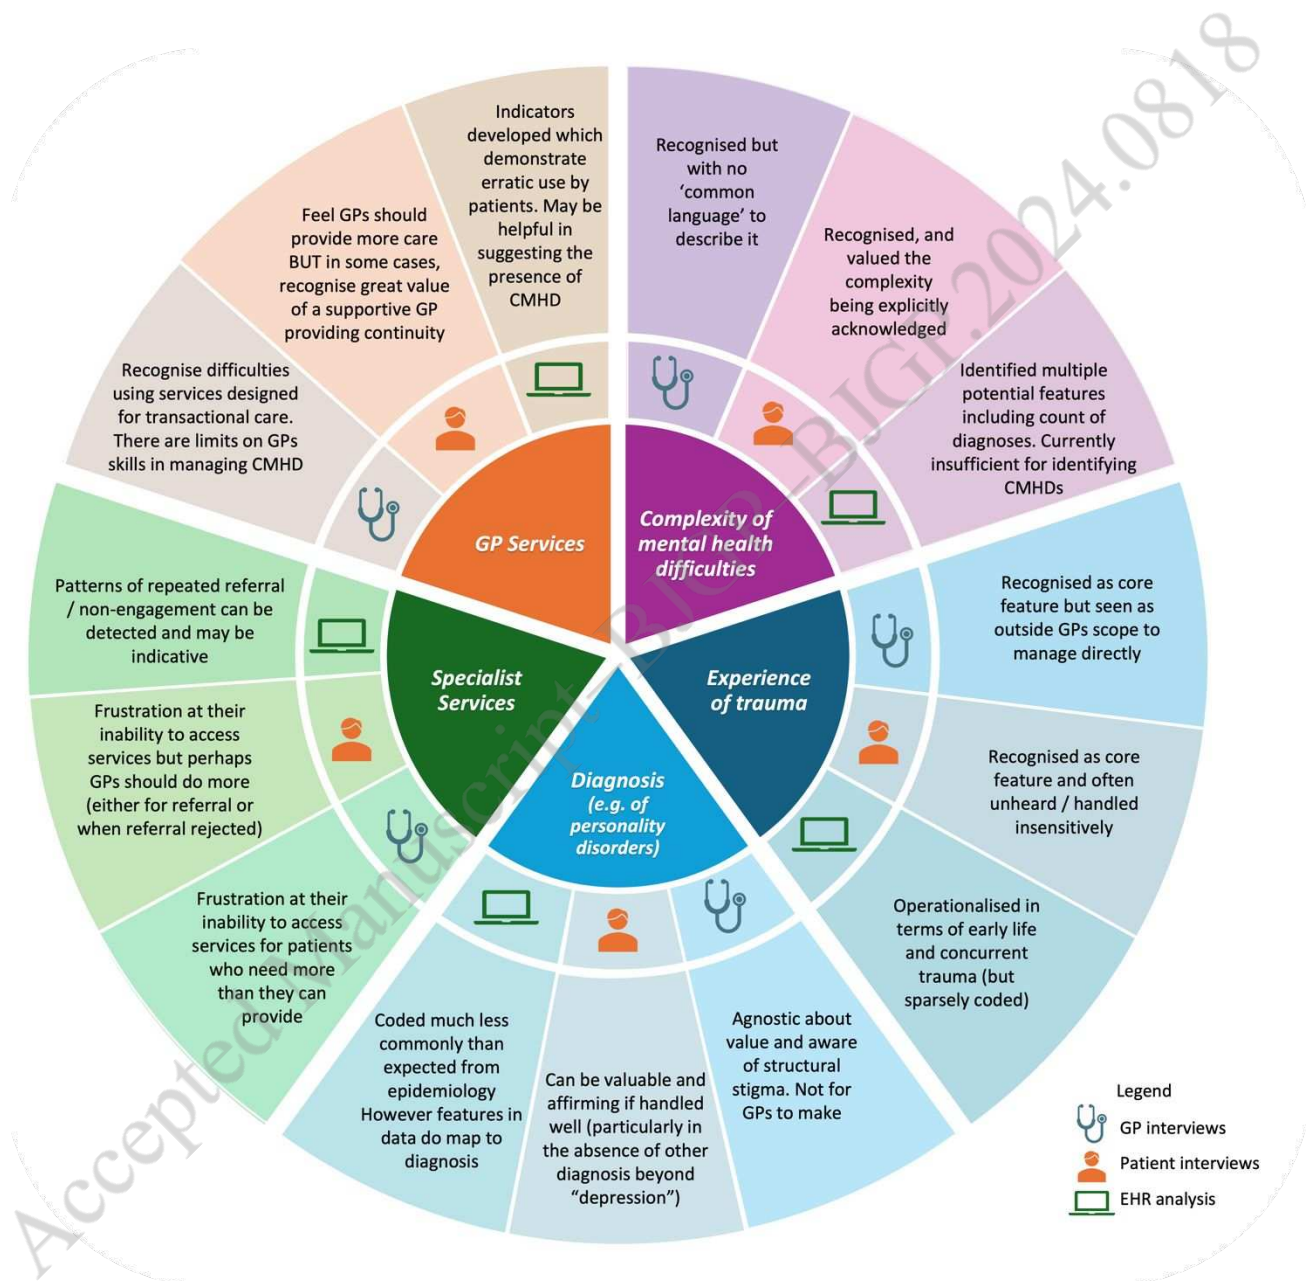 Indicators
developed which
demonstrate
erratic use by
patients. May be
helpful in
suggesting the
presence of
CMHD
Recognised but
with no
‘common
language’ to
describe it
Recognised, and
valued the
complexity
being explicitly
acknowledged
Identified multiple
potential features
including count of
diagnoses. Currently
insufficient for identifying
CMHDs
Feel GPs should
provide more care
BUT in some cases,
recognise great value
of a supportive GP
providing continuity
Recognise difficulties
using services designed
for transactional care.
There are limits on GPs
skills in managing CMHD
GP Services
Complexity of
mental health
difficulties
Experience
of trauma
Diagnosis
(e.g. of
personality
disorders)
Specialist
Services
Recognised as core
feature but seen as
outside GPs scope to
manage directly
Recognised as core
feature and often
unheard / handled
insensitively
Operationalised in
terms of early life
and concurrent
trauma (but
sparsely coded)
Agnostic about
value and aware
of structural
stigma. Not for
GPs to make
Can be valuable and
affirming if handled
well (particularly in
the absence of other
diagnosis beyond
“depression”)
Coded much less
commonly than
expected from
epidemiology
However features in
data do map to
diagnosis
Frustration at their
inability to access
services for patients
who need more
than they can
provide
Frustration at their
inability to access
services but perhaps
GPs should do more
(either for referral or
when referral rejected)
Patterns of repeated referral
/ non-engagement can be
detected and may be
indicative
Legend
GP interviews
Patient interviews
EHR analysis
Accepted Manuscript – BJGP – BJGP.2024.0818